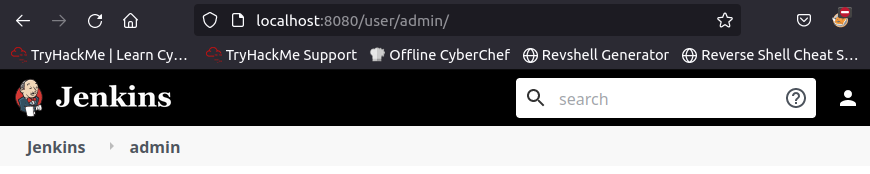 localhost:8080/user/admin/
TryHackMe | Learn Cy… TryHackMe Support Offline CyberChef Revshell Generator Reverse Shell Cheat S…
Jenkins search
Jenkins admin